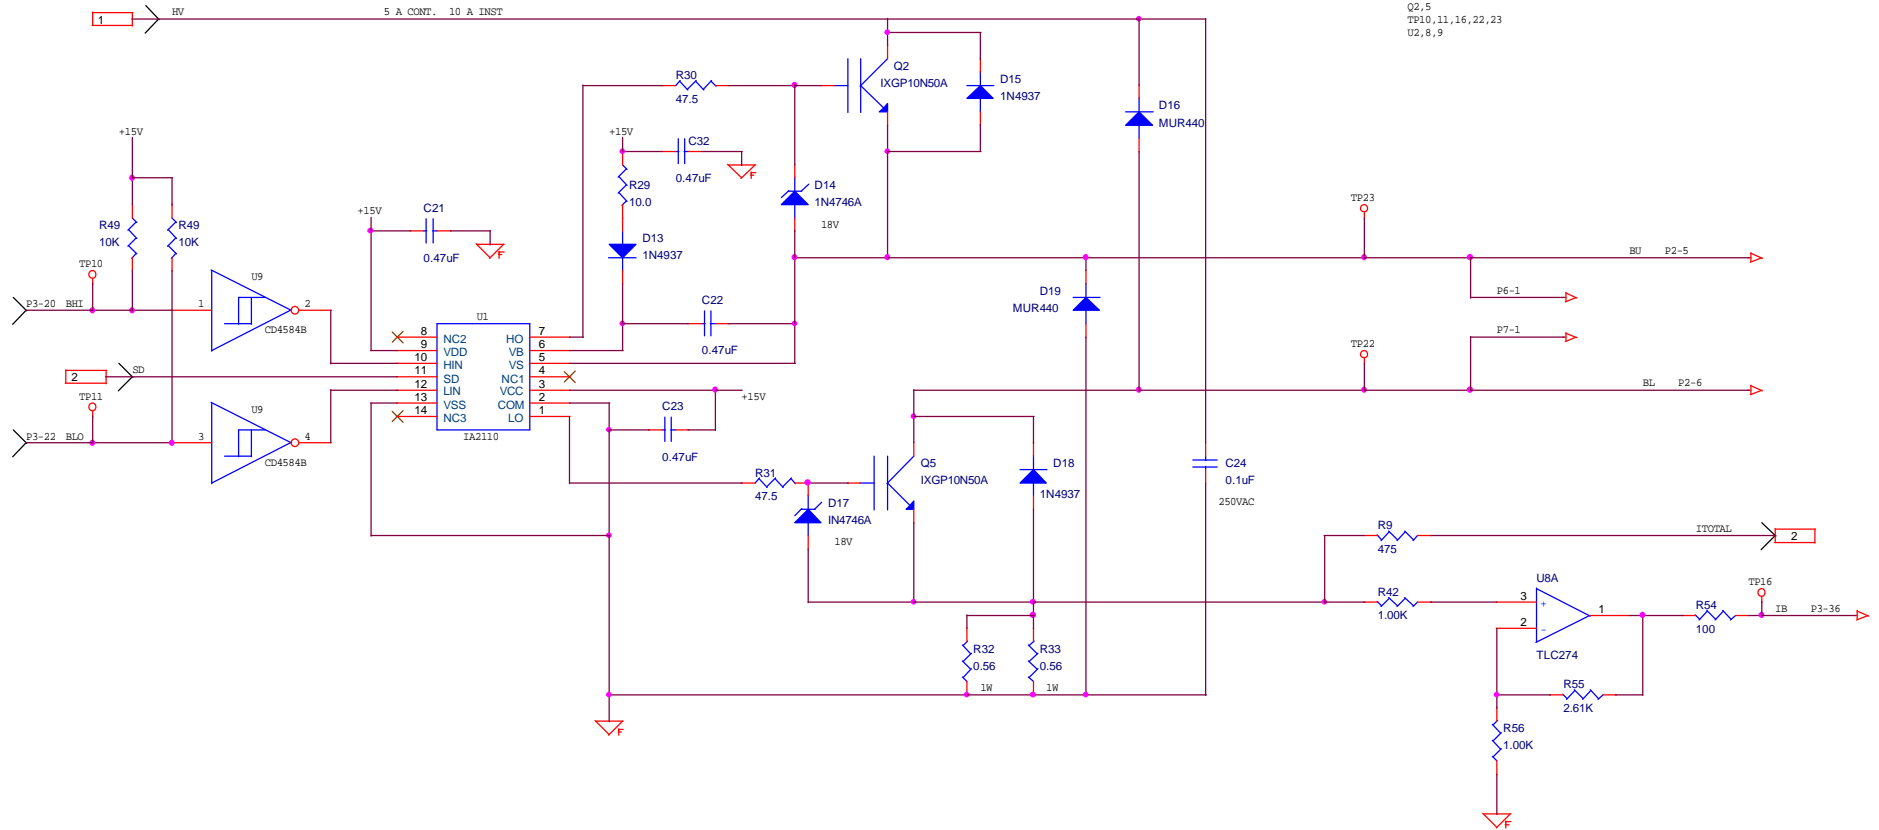 1
HV
5 A CONT. 10 A INST
Q2,5
TP10,11,16,22,23
U2,8,9
R30
47.5
Q2
IXGP10N50A
D15
1N4937
D16
MUR440
+15V
+15V
C32
0.47uF
F
R29
10.0
D14
1N4746A
18V
TP23
R49
10K
R49
10K
+15V
C21
0.47uF
F
D13
1N4937
TP10
U9
BU P2-5
P3-20 BHI
1
2
CD4584B
C22
0.47uF
D19
MUR440
P6-1
U1
P7-1
8 NC2
9 VDD
10 HIN
11 SD
12 LIN
13 VSS
14 NC3
HO 7
VB 6
VS 5
NC1 4
VCC 3
COM 2
LO 1
IA2110
TP22
2
SD
+15V
BL P2-6
TP11
U9
P3-22 BLO
3
4
CD4584B
C23
0.47uF
R31
47.5
Q5
IXGP10N50A
D18
1N4937
C24
0.1uF
250VAC
D17
IN4746A
18V
R9
475
ITOTAL
2
R42
1.00K
U8A
3
+
2
-
1
TLC274
R54
100
TP16
IB P3-36
R32
0.56
1W
R33
0.56
1W
F
R55
2.61K
R56
1.00K
F